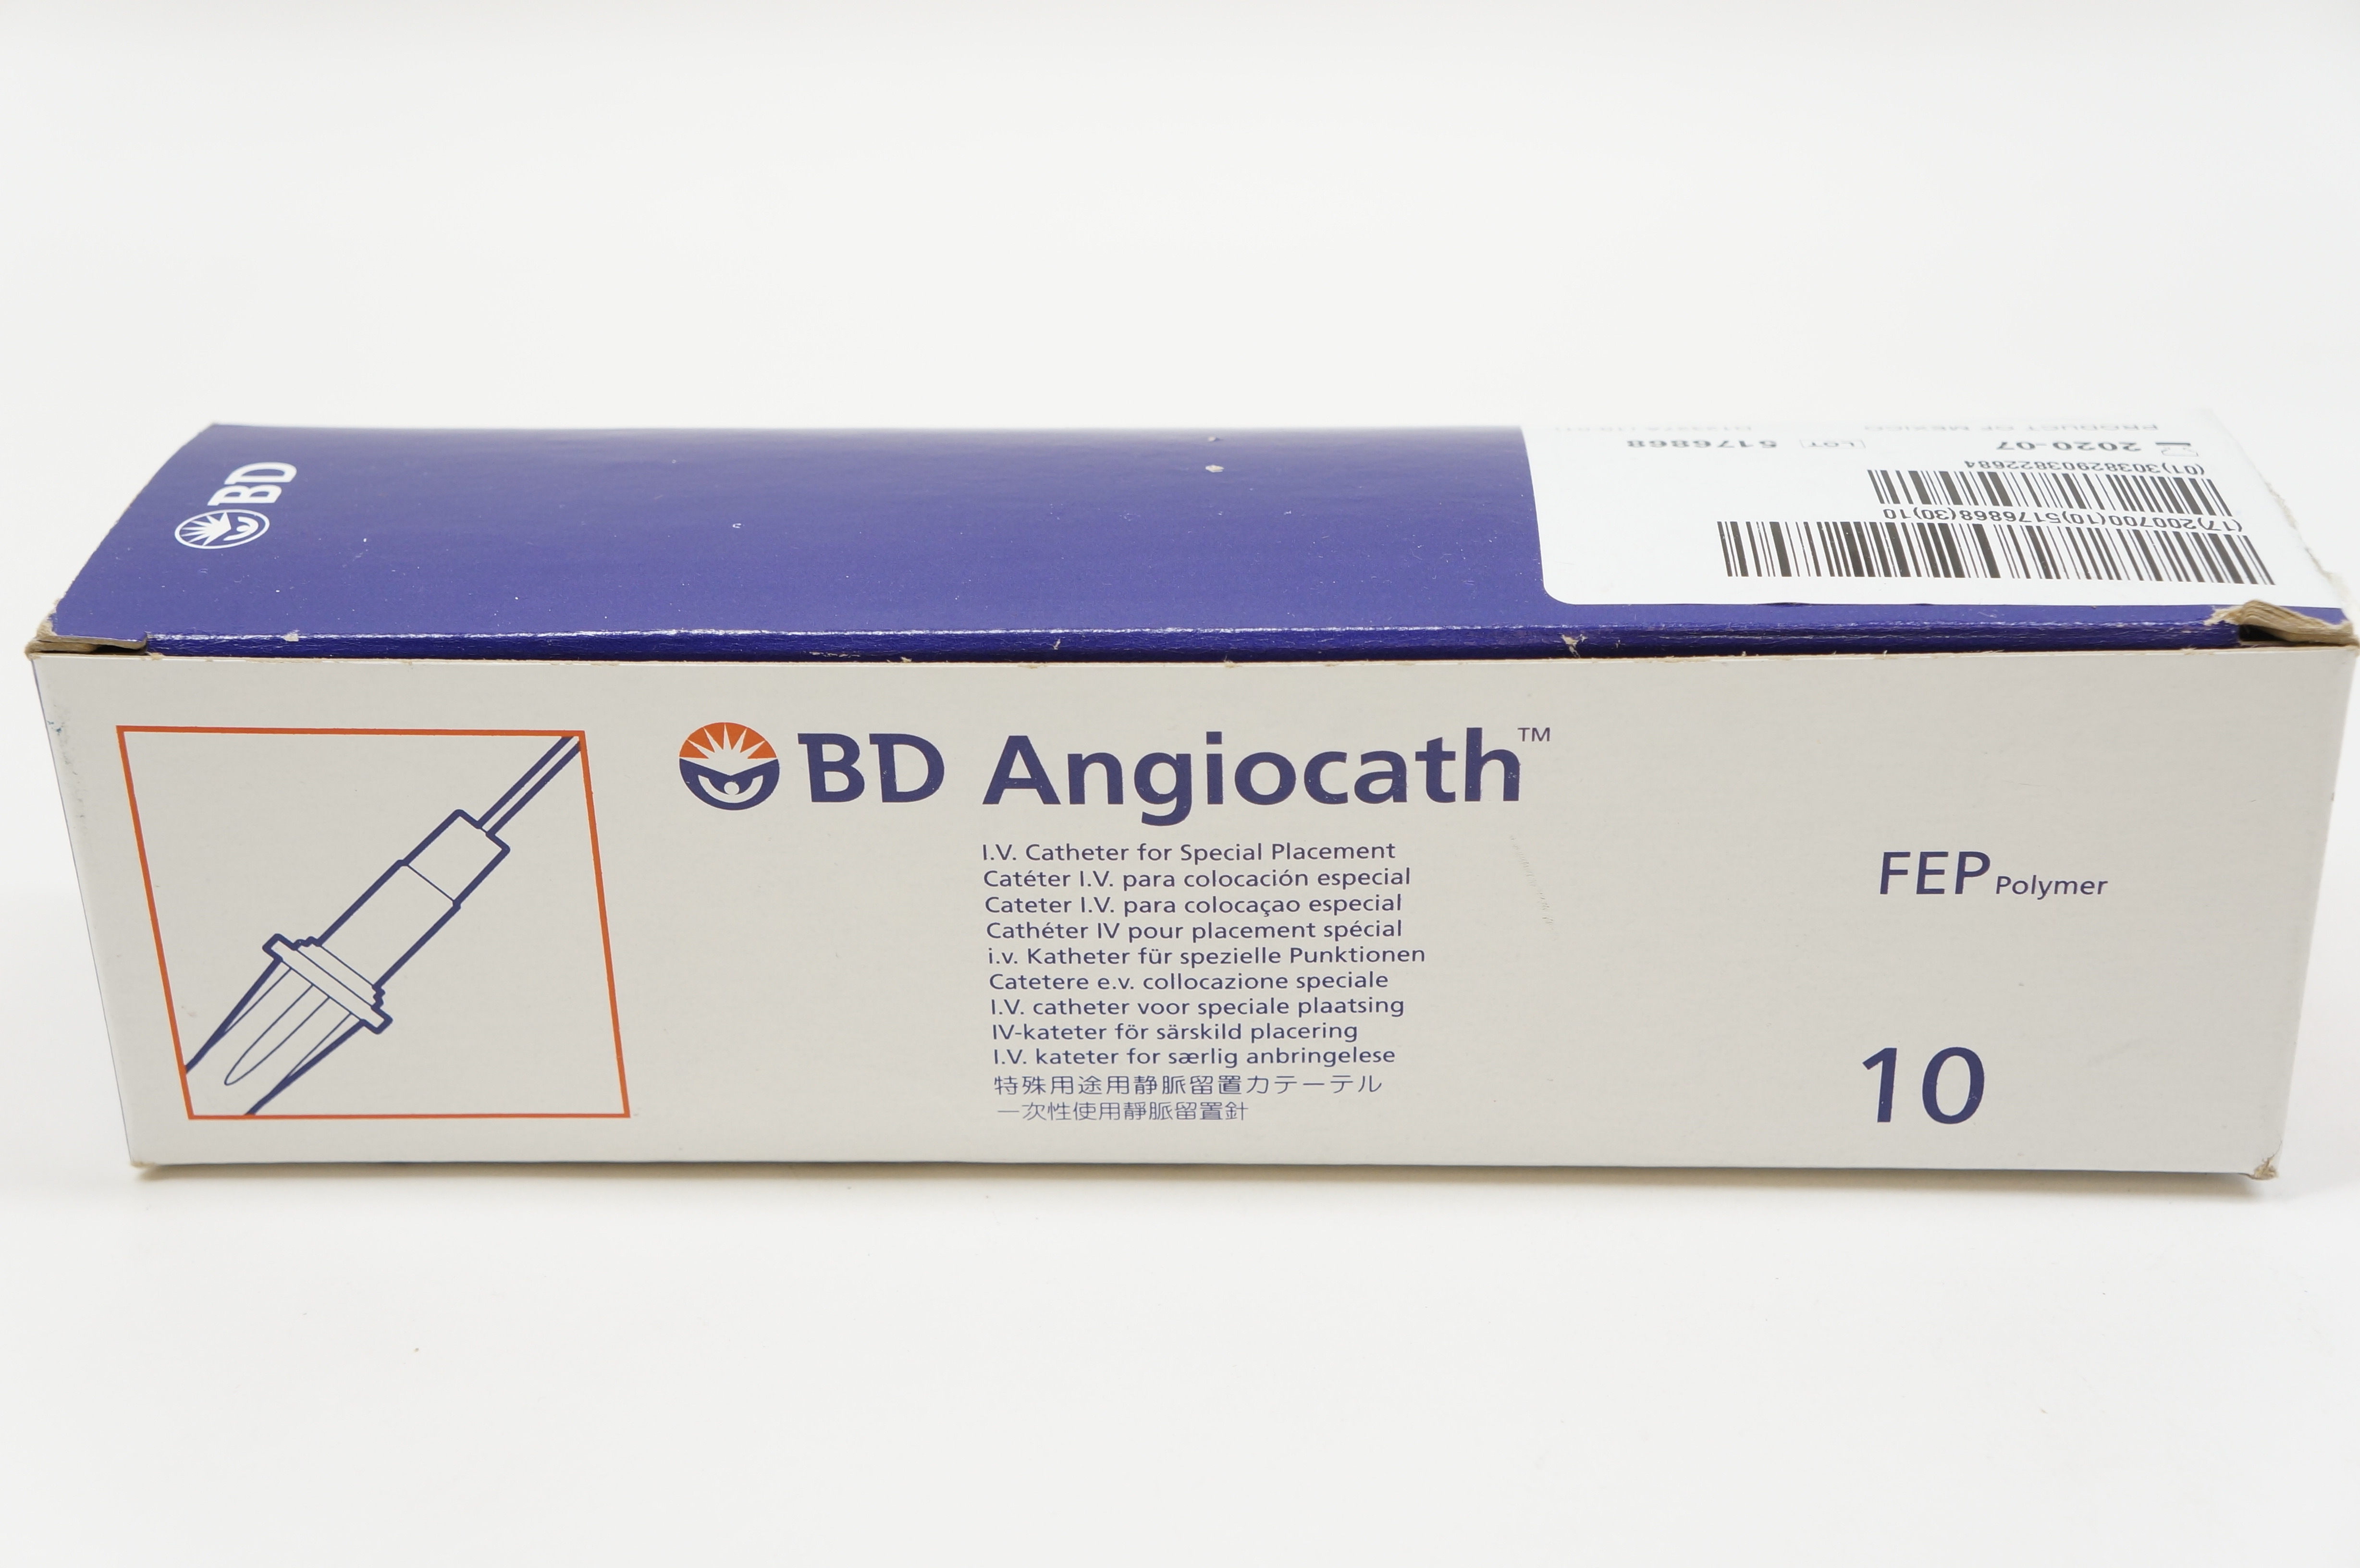 BD
PRODUCT OF MEXICO
2020-07
LOT 5176868
(01)30382903822684
(17)200700(10)5176868(30)10
BD Angiocath™
I.V. Catheter for Special Placement
Catéter I.V. para colocación especial
Cateter I.V. para colocaçao especial
Cathéter IV pour placement spécial
i.v. Katheter für spezielle Punktionen
Catetere e.v. collocazione speciale
I.V. catheter voor speciale plaatsing
IV-kateter för särskild placering
I.V. kateter for særlig anbringelese
特殊用途用静脈留置カテーテル
一次性使用靜脈留置針
FEP Polymer
10